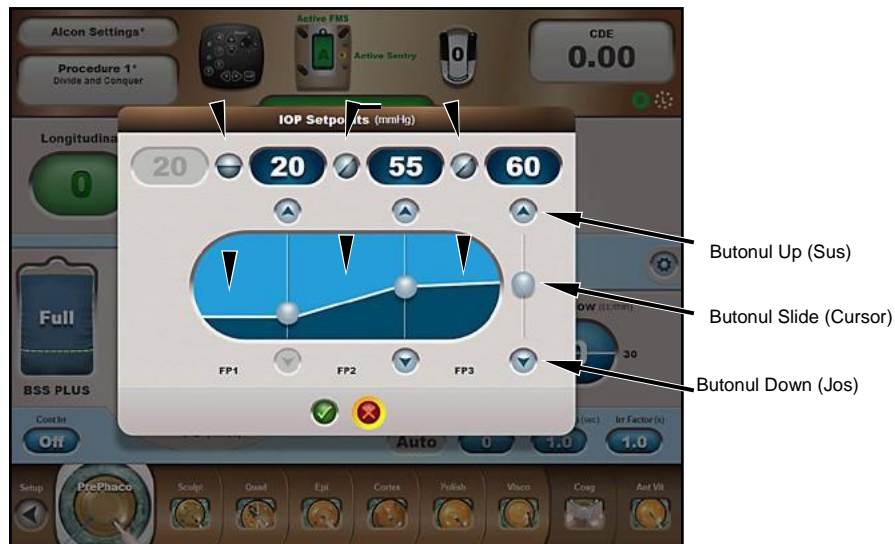 Alcon Settings*
Procedure 1*
Divide and Conquer
Active FMS
A
Active Sentry
0
CDE
0.00
0
Longitudinal
0
IOP Setpoints (mmHg)
20 20 55 60
FP1 FP2 FP3
Butonul Up (Sus)
Butonul Slide (Cursor)
Butonul Down (Jos)
Full
BSS PLUS
30
Cont Irr
Off
Auto 0 1.0 1.0
(sec) Irr Factor (x)
Setup PrePhaco Sculpt Quad Epi Cortex Polish Visco Coag Ant Vit